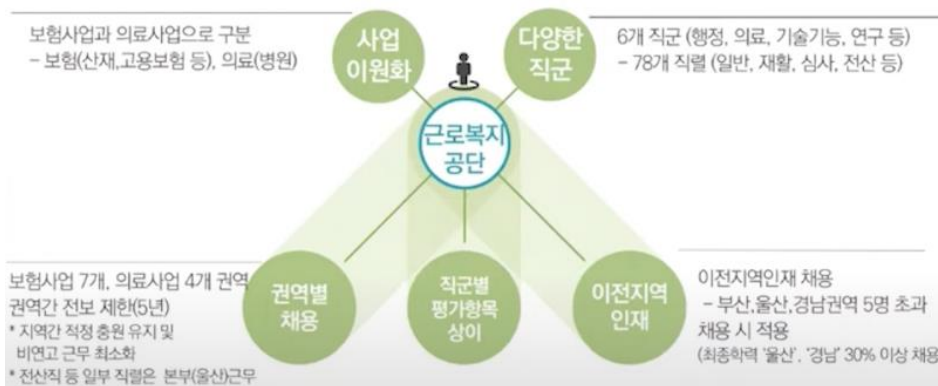 보험사업과 의료사업으로 구분
– 보험(산재,고용보험 등), 의료(병원)
사업
이원화
다양한
직군
6개 직군 (행정, 의료, 기술기능, 연구 등)
– 78개 직렬 (일반, 재활, 심사, 전산 등)
근로복지
공단
보험사업 7개, 의료사업 4개 권역
권역간 전보 제한(5년)
* 지역간 적정 충원 유지 및
비연고 근무 최소화
* 전산직 등 일부 직렬은 본부(울산)근무
권역별
채용
직군별
평가항목
상이
이전지역
인재
이전지역인재 채용
– 부산,울산,경남권역 5명 초과
채용 시 적용
(최종학력 '울산', '경남' 30% 이상 채용